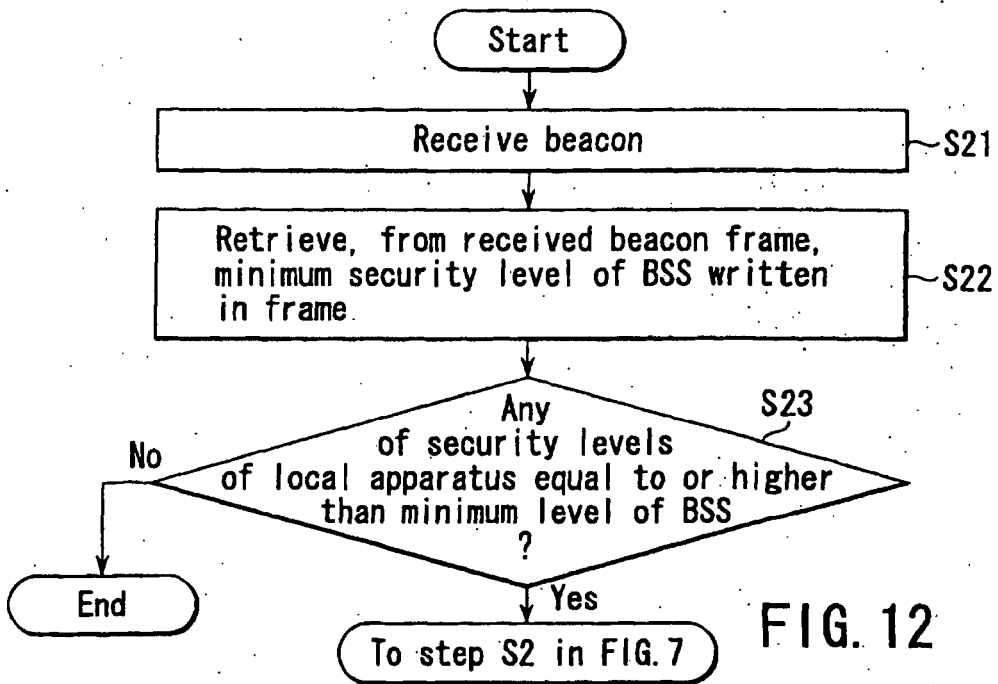 Start
Receive beacon
S21
Retrieve, from received beacon frame,
minimum security level of BSS written
in frame
S22
S23
Any
of security levels
of local apparatus equal to or higher
than minimum level of BSS
?
No
End
Yes
To step S2 in FIG. 7
FIG. 12